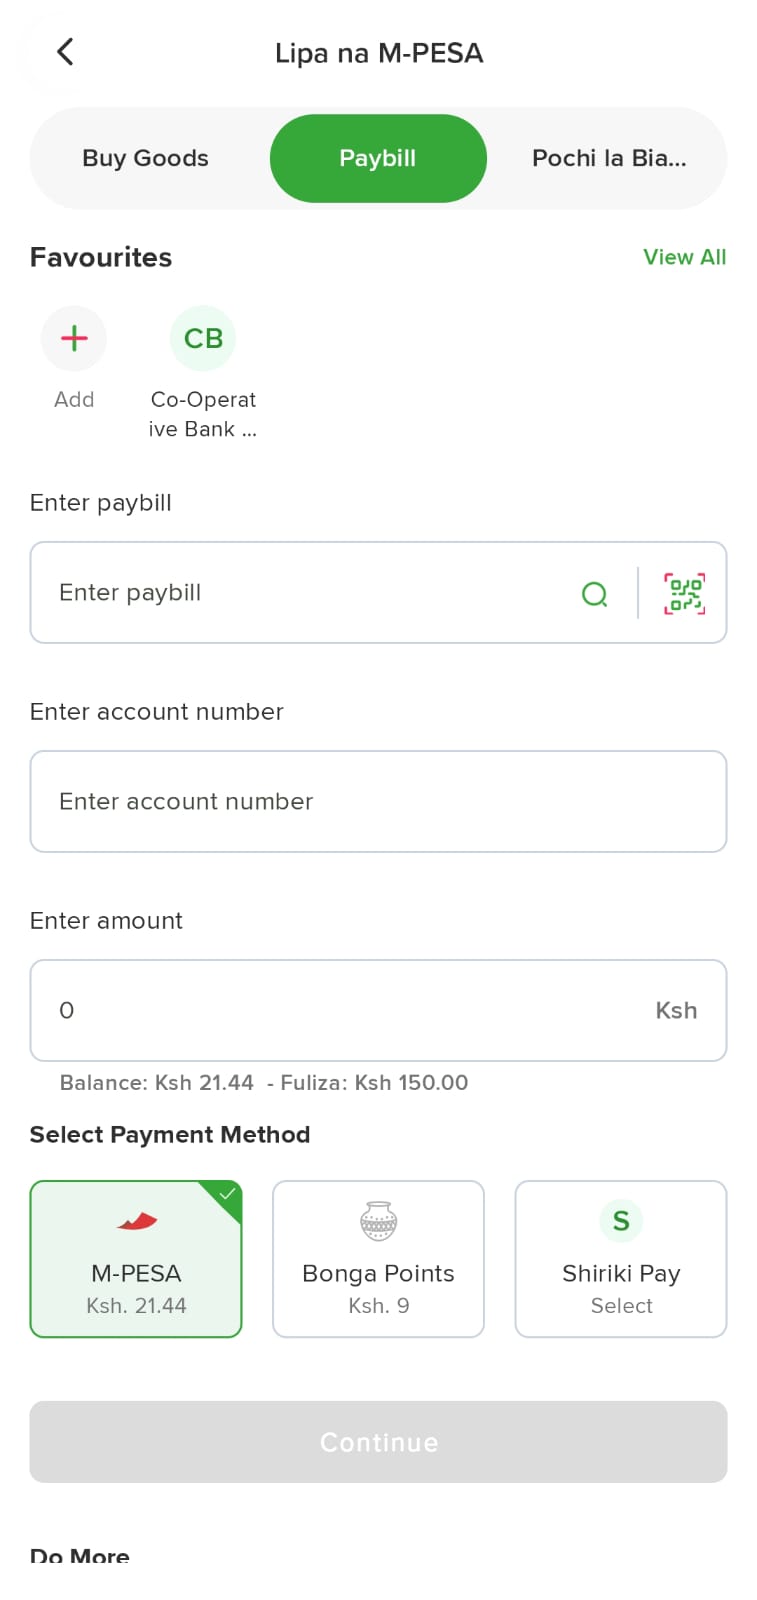 Lipa na M-PESA
Buy Goods
Paybill
Pochi la Bia...
Favourites
View All
CB
Add
Co-Operat
ive Bank ...
Enter paybill
Enter paybill
Enter account number
Enter account number
Enter amount
0
Ksh
Balance: Ksh 21.44 - Fuliza: Ksh 150.00
Select Payment Method
S
M-PESA
Bonga Points
Shiriki Pay
Ksh. 21.44
Ksh. 9
Select
Continue
Do More